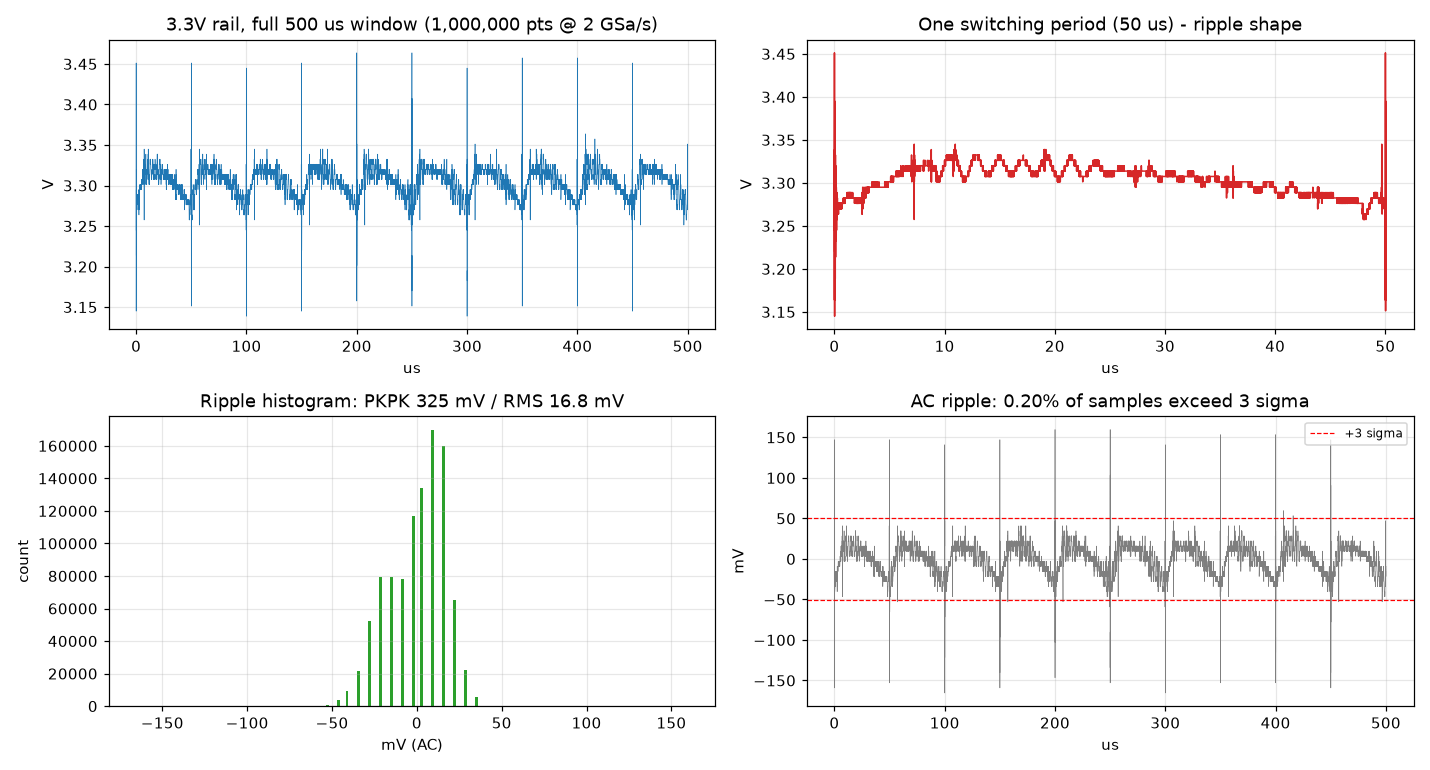 3.3V rail, full 500 us window (1,000,000 pts @ 2 GSa/s)
3.45
3.40
3.35
3.30
3.25
3.20
3.15
V
0 100 200 300 400 500
us
One switching period (50 us) - ripple shape
3.45
3.40
3.35
3.30
3.25
3.20
3.15
V
0 10 20 30 40 50
us
Ripple histogram: PKPK 325 mV / RMS 16.8 mV
160000
140000
120000
100000
80000
60000
40000
20000
0
count
−150 −100 −50 0 50 100 150
mV (AC)
AC ripple: 0.20% of samples exceed 3 sigma
+3 sigma
150
100
50
0
−50
−100
−150
mV
0 100 200 300 400 500
us